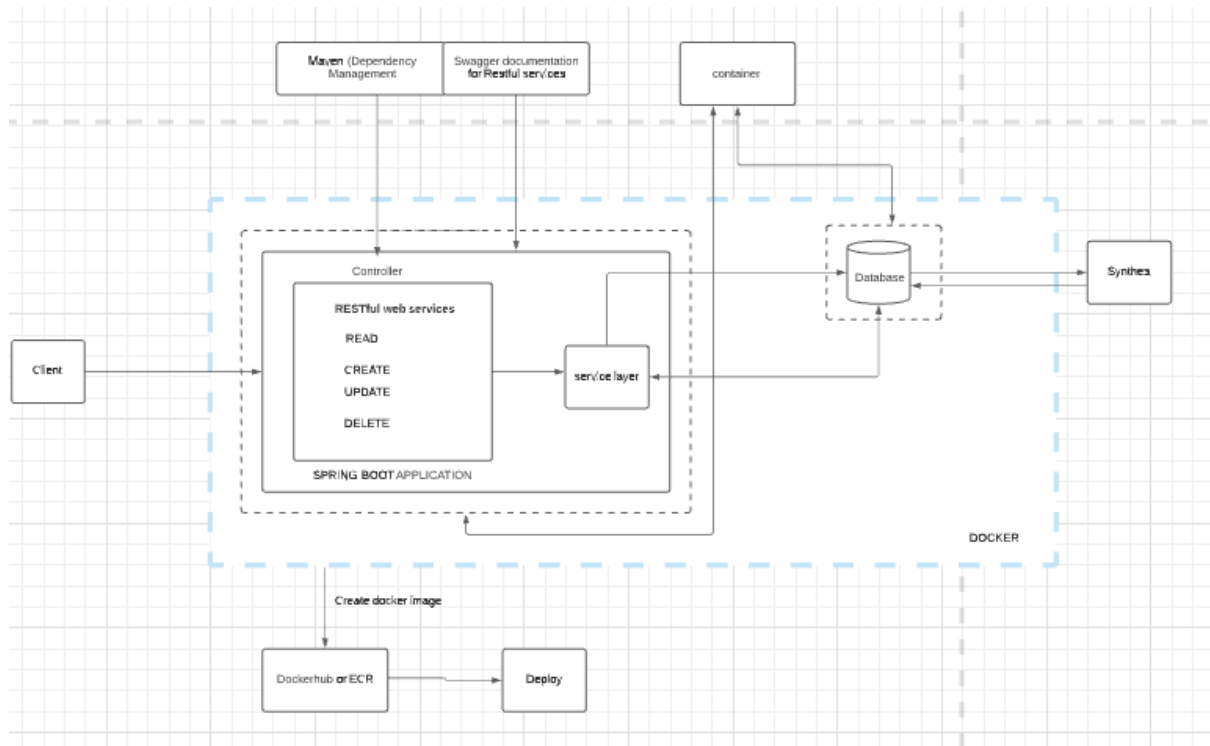 Maven (Dependency
Management
Swagger documentation
for Restful services
container
Controller
RESTful web services
READ
CREATE
UPDATE
DELETE
SPRING BOOT APPLICATION
service layer
Database
Synthea
Client
DOCKER
Create docker image
Dockerhub or ECR
Deploy